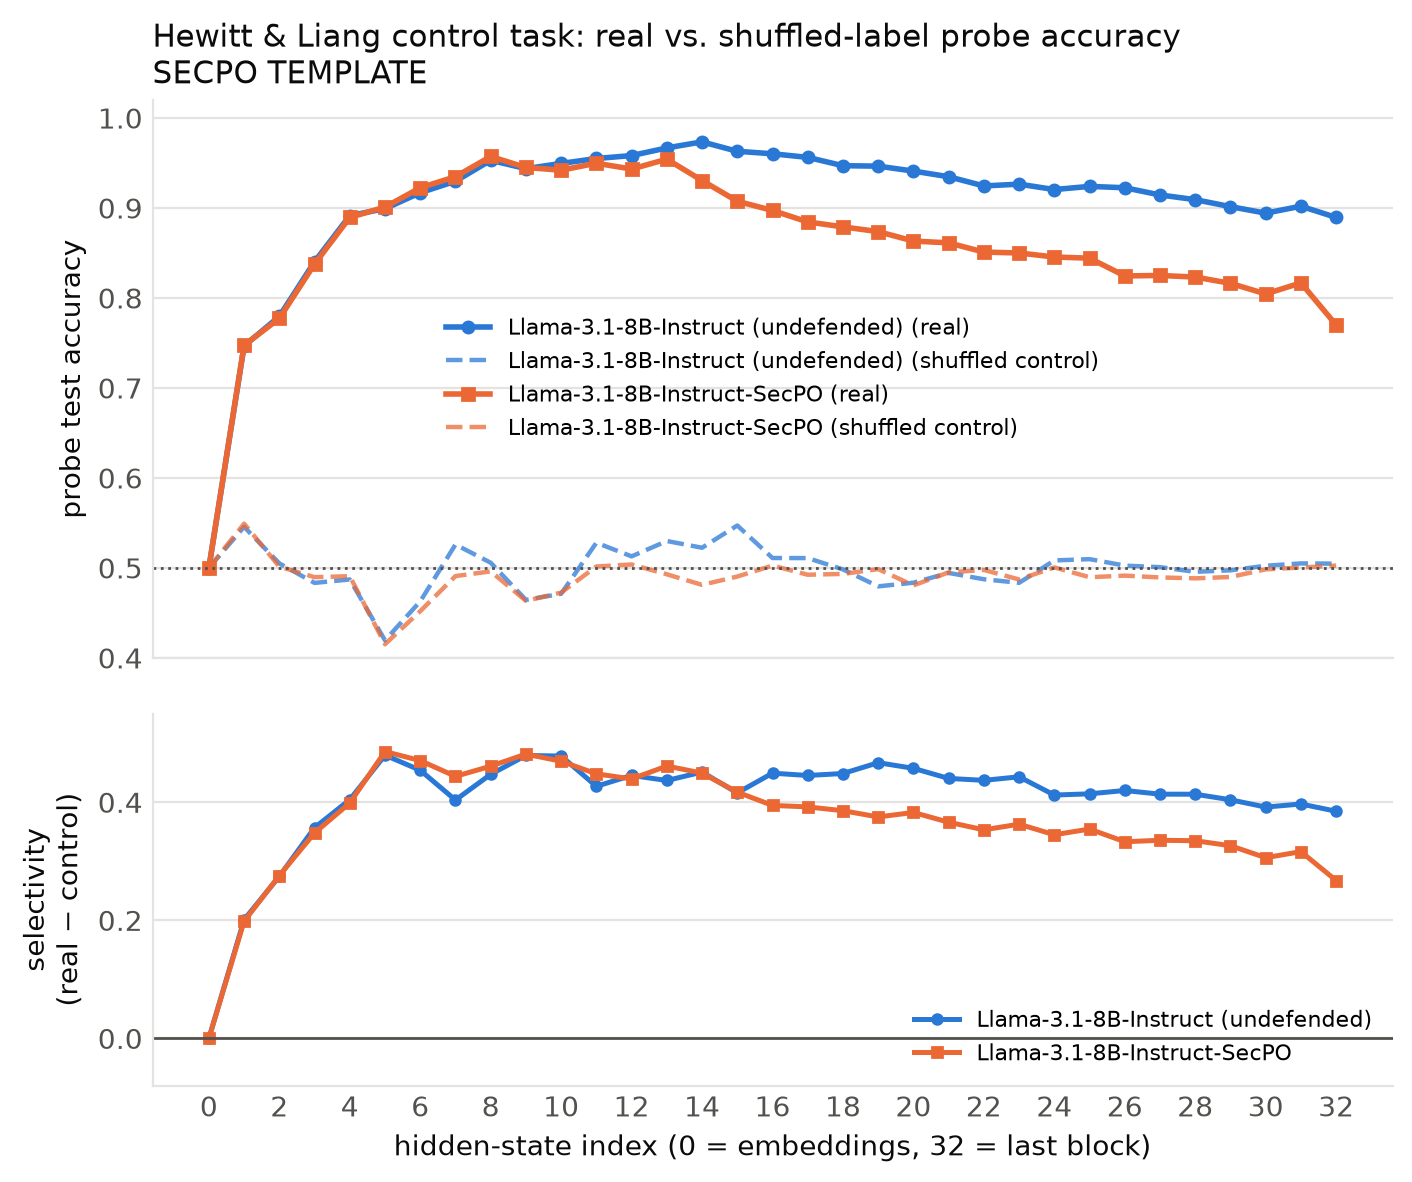 Hewitt & Liang control task: real vs. shuffled-label probe accuracy
SECPO TEMPLATE
probe test accuracy
1.0
0.9
0.8
0.7
0.6
0.5
0.4
Llama-3.1-8B-Instruct (undefended) (real)
Llama-3.1-8B-Instruct (undefended) (shuffled control)
Llama-3.1-8B-Instruct-SecPO (real)
Llama-3.1-8B-Instruct-SecPO (shuffled control)
selectivity
(real − control)
0.4
0.2
0.0
Llama-3.1-8B-Instruct (undefended)
Llama-3.1-8B-Instruct-SecPO
0 2 4 6 8 10 12 14 16 18 20 22 24 26 28 30 32
hidden-state index (0 = embeddings, 32 = last block)